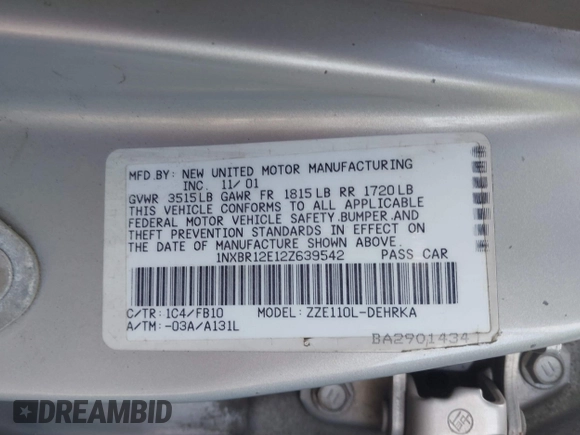 MFD.BY: NEW UNITED MOTOR MANUFACTURING
INC. 11/01
GVWR 3515LB GAWR FR 1815LB RR 1720LB
THIS VEHICLE CONFORMS TO ALL APPLICABLE
FEDERAL MOTOR VEHICLE SAFETY.BUMPER,AND
THEFT PREVENTION STANDARDS IN EFFECT ON
THE DATE OF MANUFACTURE SHOWN ABOVE.
1NXBR12E12Z639542 PASS CAR
C/TR:1C4/FB10 MODEL: ZZE110L-DEHRKA
A/TM:-03A/A131L
BA2901434
DREAMBID